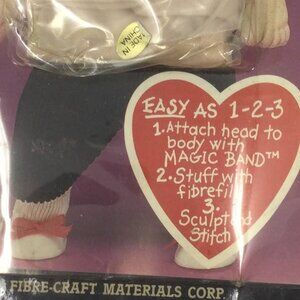 MADE IN
CHINA
EASY AS 1-2-3
1. Attach head to
body with
MAGIC BAND™
2. Stuff with
fibrefil
3.
Sculpt and
Stitch
FIBRE-CRAFT MATERIALS CORP.